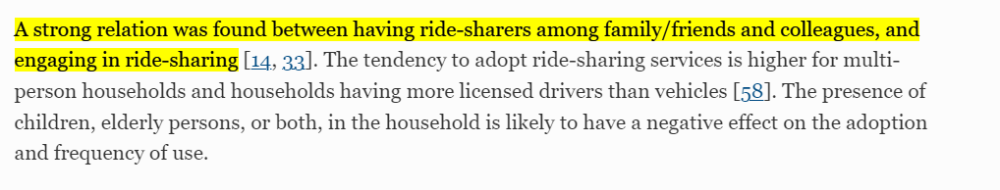 A strong relation was found between having ride-sharers among family/friends and colleagues, and
engaging in ride-sharing [14, 33]. The tendency to adopt ride-sharing services is higher for multi-
person households and households having more licensed drivers than vehicles [58]. The presence of
children, elderly persons, or both, in the household is likely to have a negative effect on the adoption
and frequency of use.